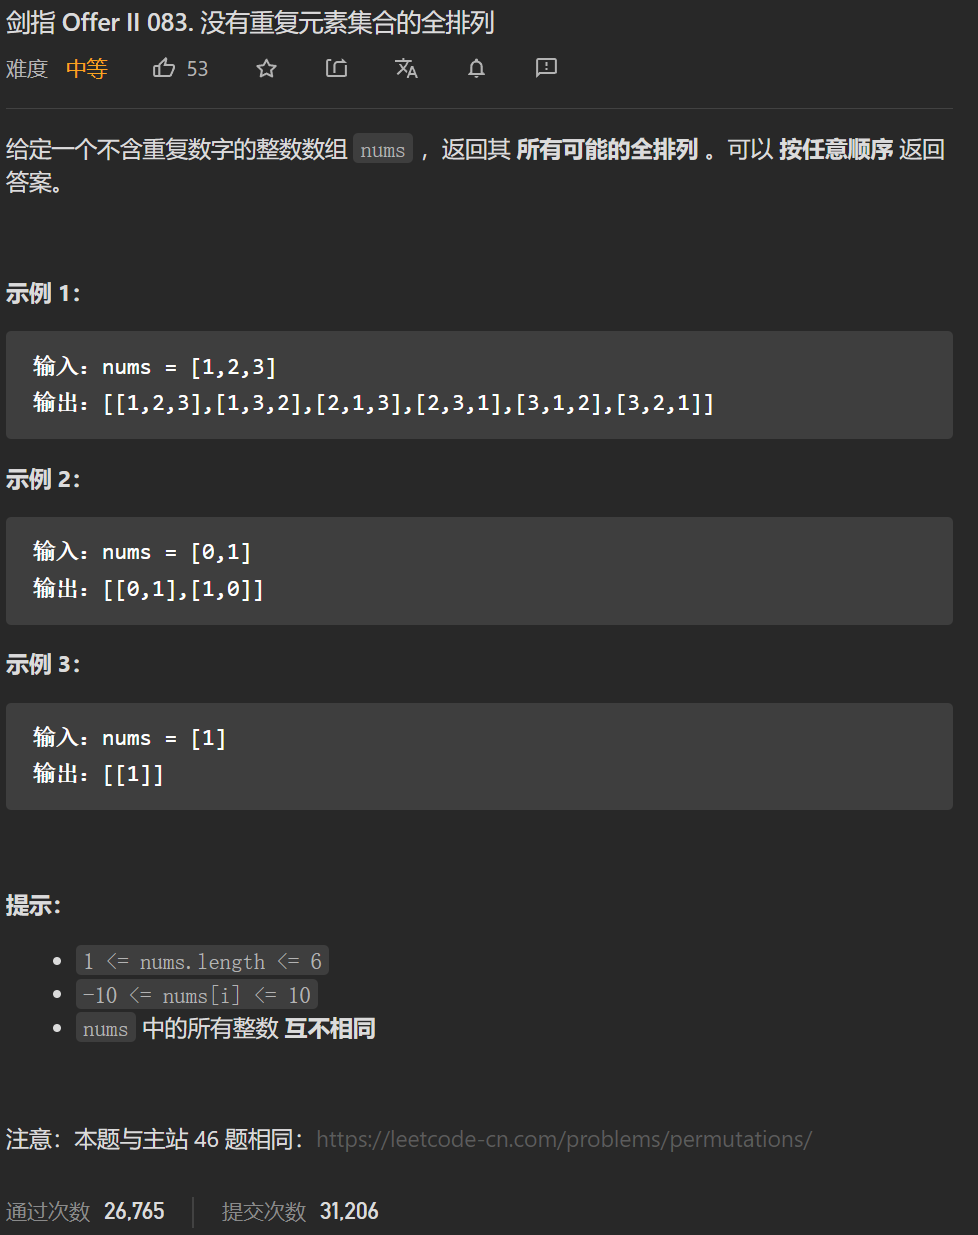 剑指 Offer II 083. 没有重复元素集合的全排列
难度 中等 53
给定一个不含重复数字的整数数组 nums ，返回其 所有可能的全排列 。可以 按任意顺序 返回
答案。
示例 1：
输入：nums = [1,2,3]
输出：[[1,2,3],[1,3,2],[2,1,3],[2,3,1],[3,1,2],[3,2,1]]
示例 2：
输入：nums = [0,1]
输出：[[0,1],[1,0]]
示例 3：
输入：nums = [1]
输出：[[1]]
提示：
1 <= nums.length <= 6
-10 <= nums[i] <= 10
nums 中的所有整数 互不相同
注意：本题与主站 46 题相同：https://leetcode-cn.com/problems/permutations/
通过次数 26,765 提交次数 31,206